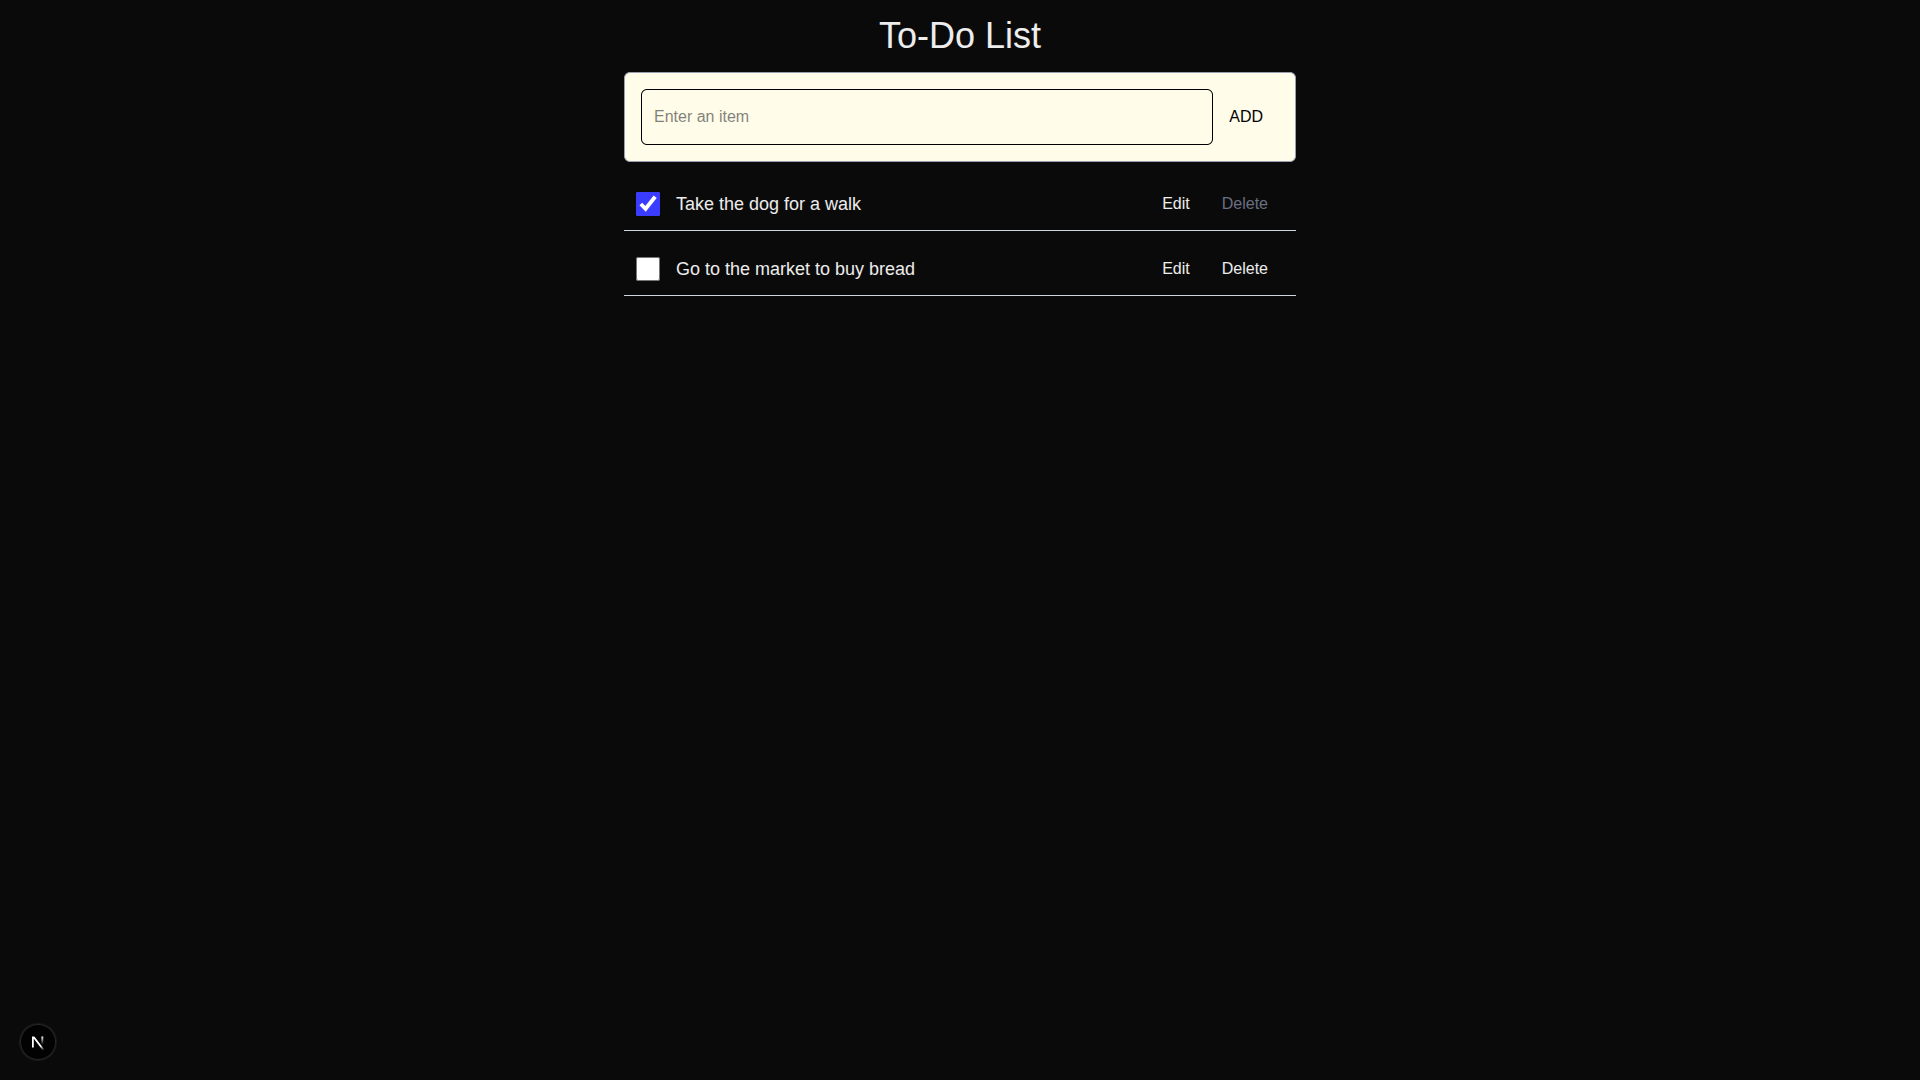 To-Do List
Enter an item ADD
Take the dog for a walk Edit Delete
Go to the market to buy bread Edit Delete
N